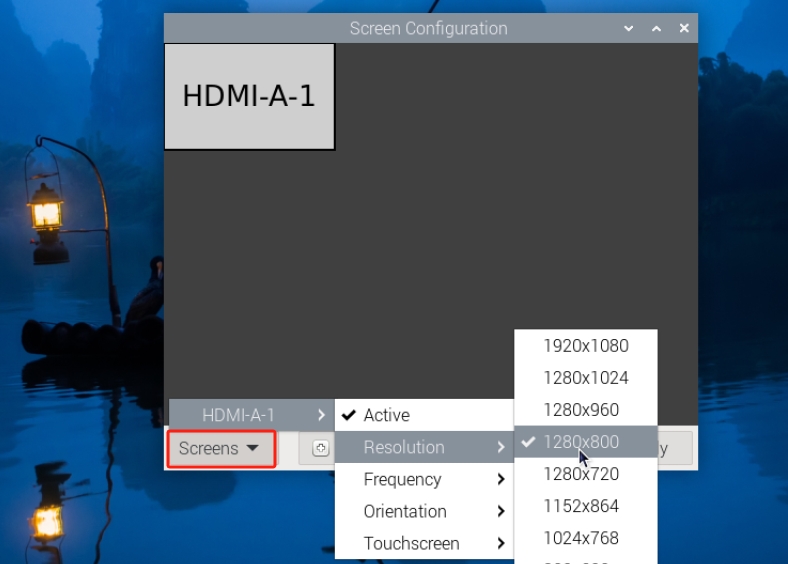 Screen Configuration
HDMI-A-1
1920x1080
1280x1024
1280x960
HDMI-A-1
Active
1280x800
Screens
Resolution
y
1280x720
Frequency
1152x864
Orientation
1024x768
Touchscreen